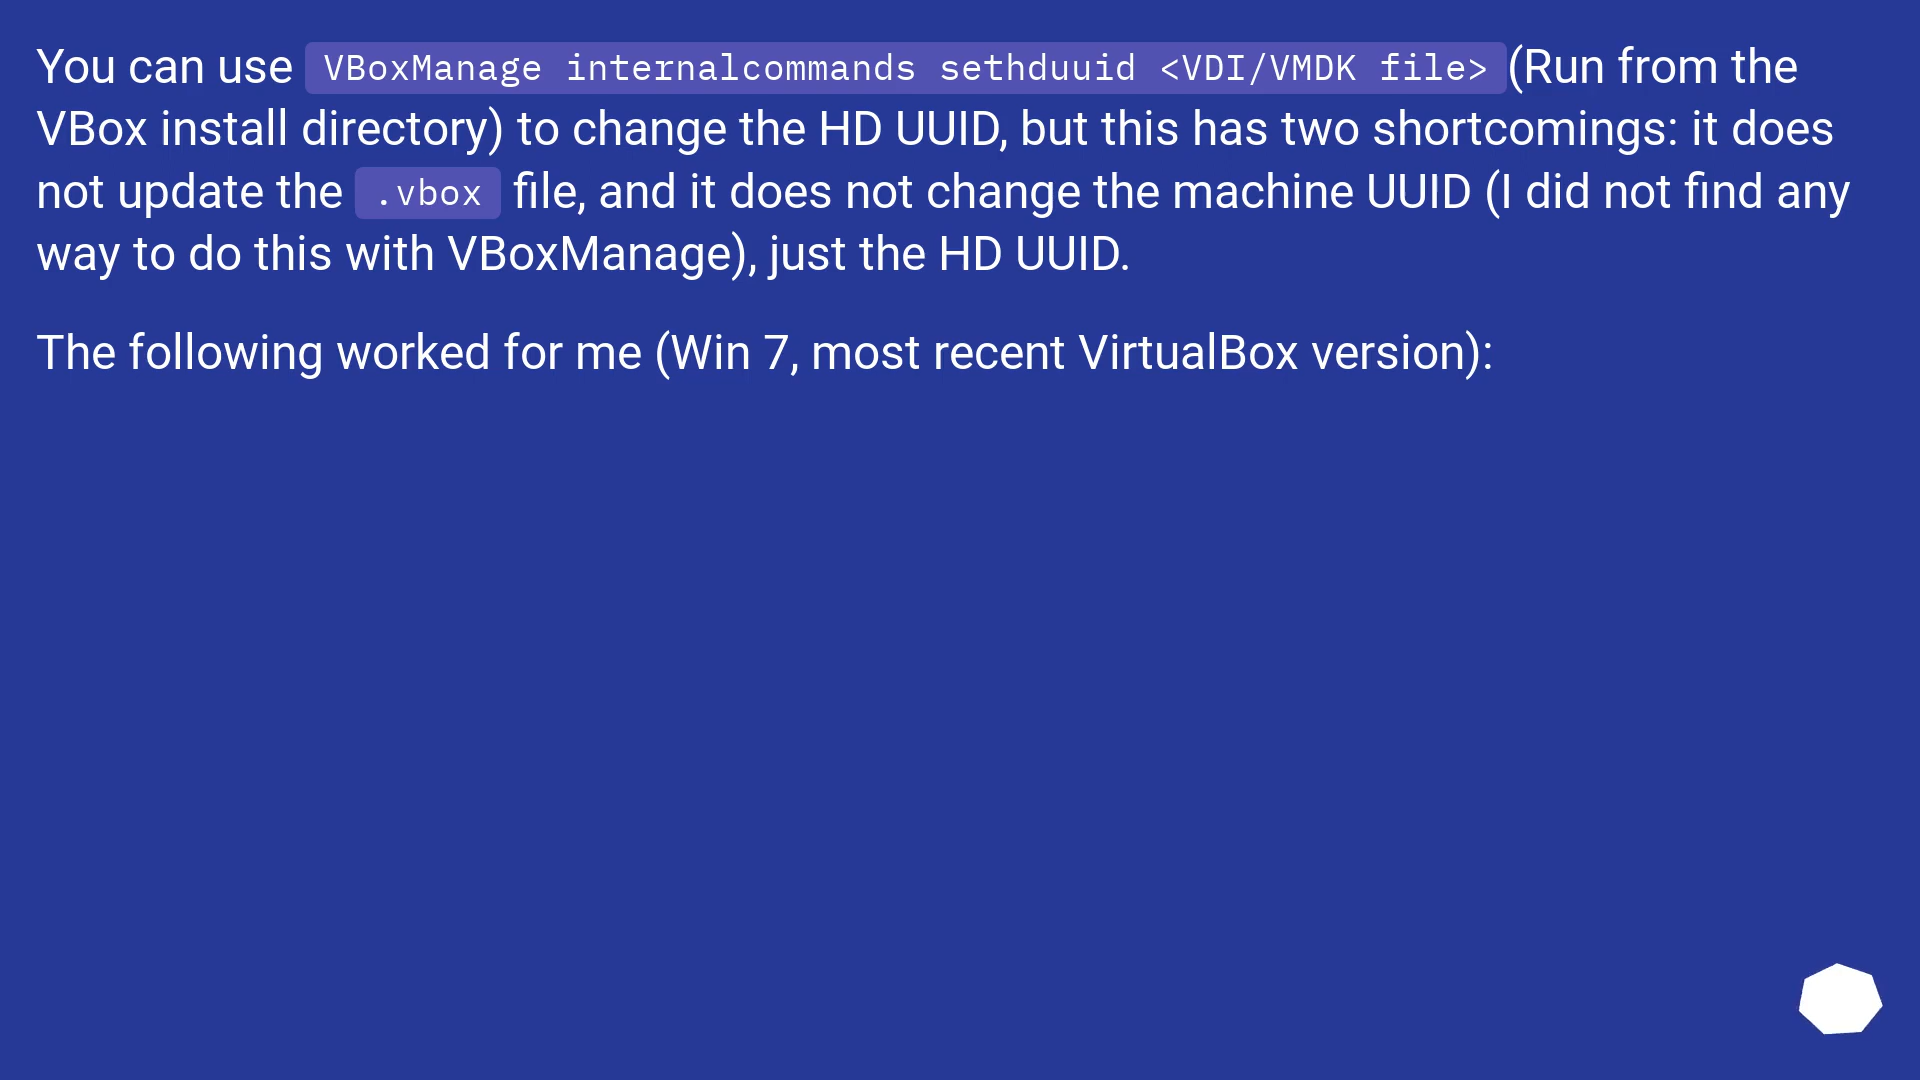 You can use VBoxManage internalcommands sethduuid <VDI/VMDK file> (Run from the
VBox install directory) to change the HD UUID, but this has two shortcomings: it does
not update the .vbox file, and it does not change the machine UUID (I did not find any
way to do this with VBoxManage), just the HD UUID.
The following worked for me (Win 7, most recent VirtualBox version):